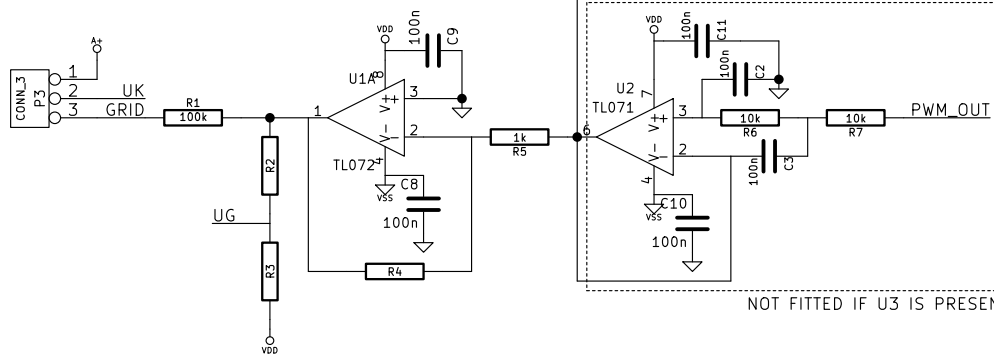 A+
CONN_3
P3
1
2
3
UK
GRID
R1
100k
R2
UG
R3
VDD
1
U1A
TL072
VDD
8
100n
C9
V+
+
3
V-
-
2
4
VSS
C8
100n
R4
1k
R5
6
U2
TL071
VDD
7
100n
C11
100n
C2
V+
+
3
V-
-
2
4
VSS
C10
100n
10k
R6
10k
R7
100n
C3
PWM_OUT
NOT FITTED IF U3 IS PRESEN